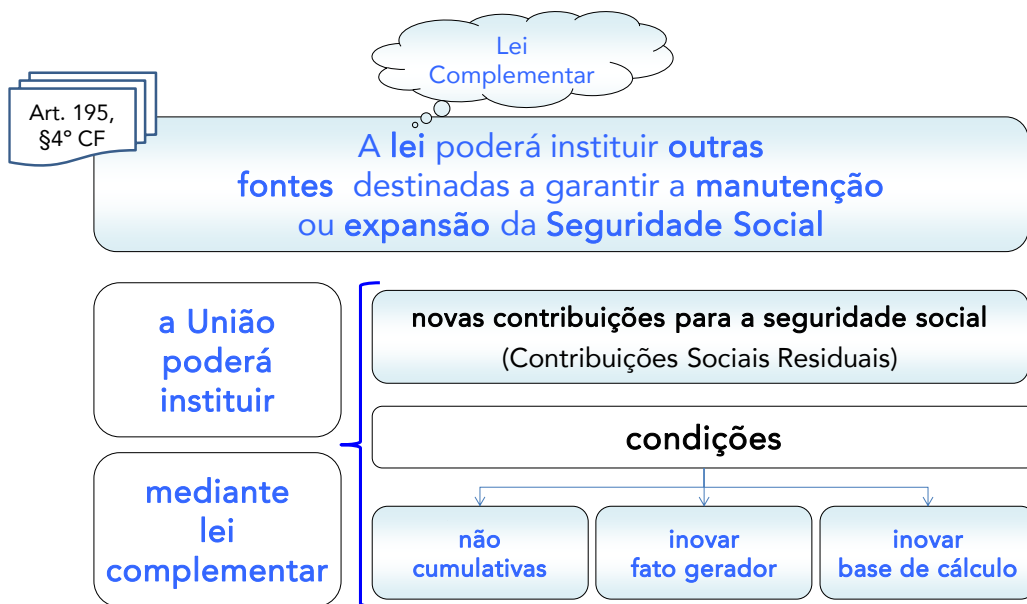 Lei
Complementar
Art. 195,
§4º CF
A lei poderá instituir outras
fontes destinadas a garantir a manutenção
ou expansão da Seguridade Social
a União
poderá
instituir
mediante
lei
complementar
novas contribuições para a seguridade social
(Contribuições Sociais Residuais)
condições
não
cumulativas
inovar
fato gerador
inovar
base de cálculo